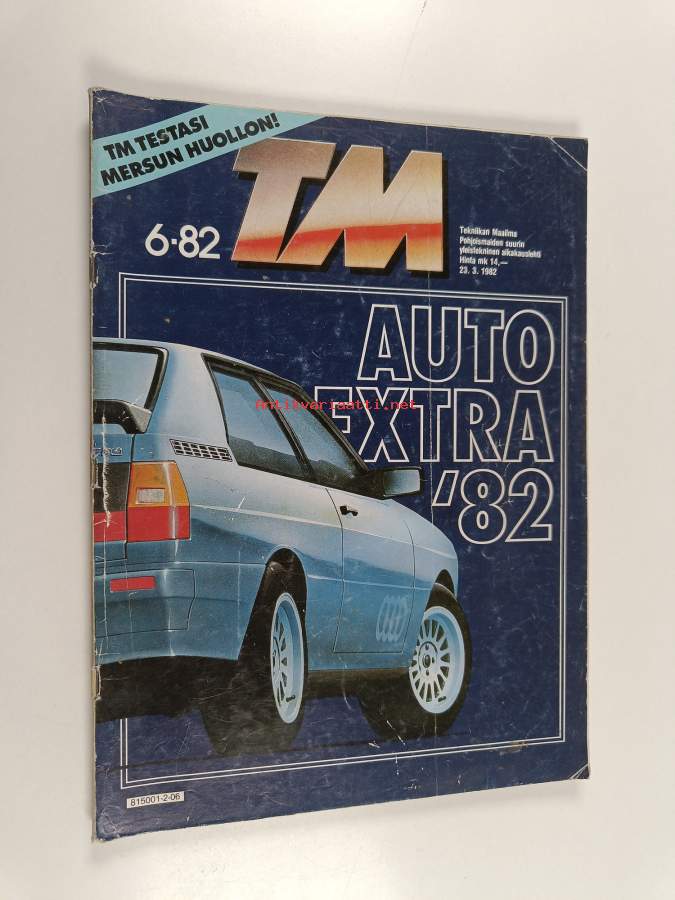 TM TESTASI
MERSUN HUOLLON!
TM
6·82
Tekniikan Maailma
Pohjoismaiden suurin
yleistekninen aikakauslehti
Hinta mk 14,—
23. 3. 1982
AUTO
EXTRA
'82
antikvariaatti.net
815001-2-06